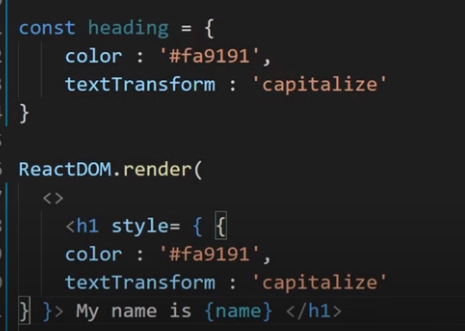 const heading = {
color : '#fa9191',
textTransform : 'capitalize'
}
ReactDOM.render(
<>
<h1 style= { {
color : '#fa9191',
textTransform : 'capitalize'
} }> My name is {name} </h1>